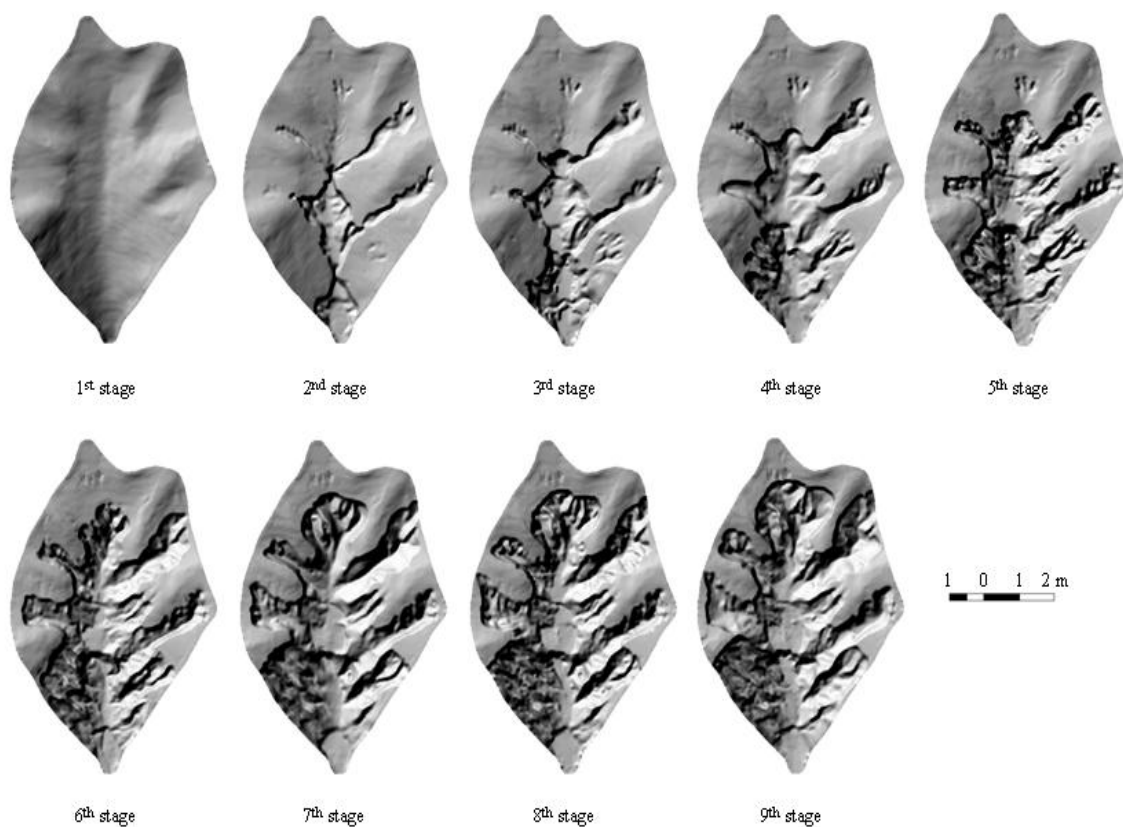 1st stage
2nd stage
3rd stage
4th stage
5th stage
1 0 1 2 m
6th stage
7th stage
8th stage
9th stage